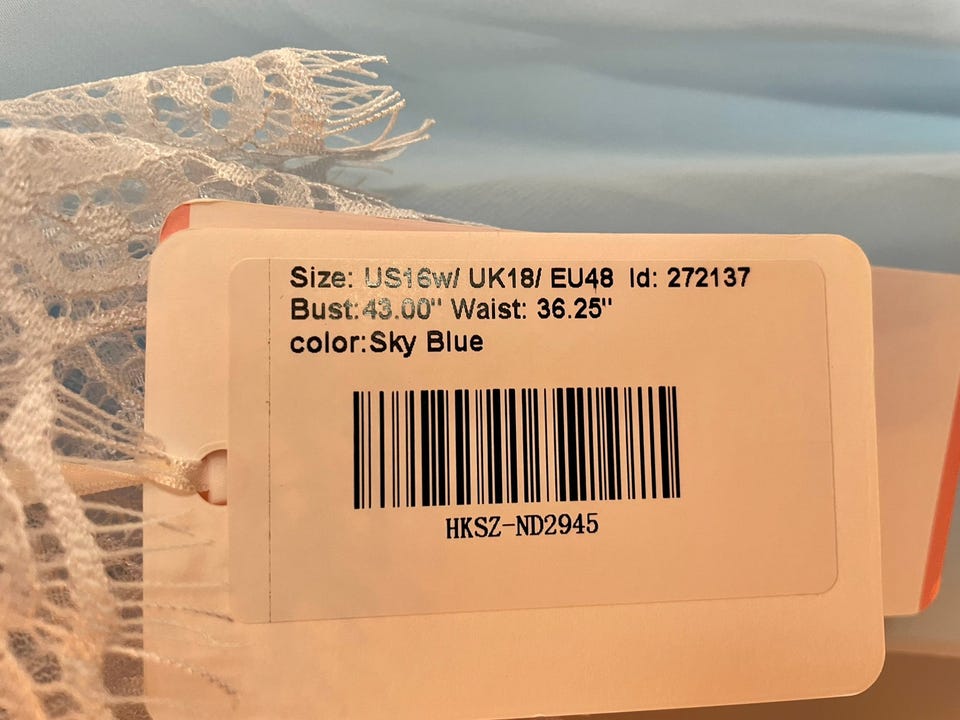 Size: US16w/ UK18/ EU48 Id: 272137
Bust:43.00" Waist: 36.25"
color:Sky Blue
HKSZ-ND2945